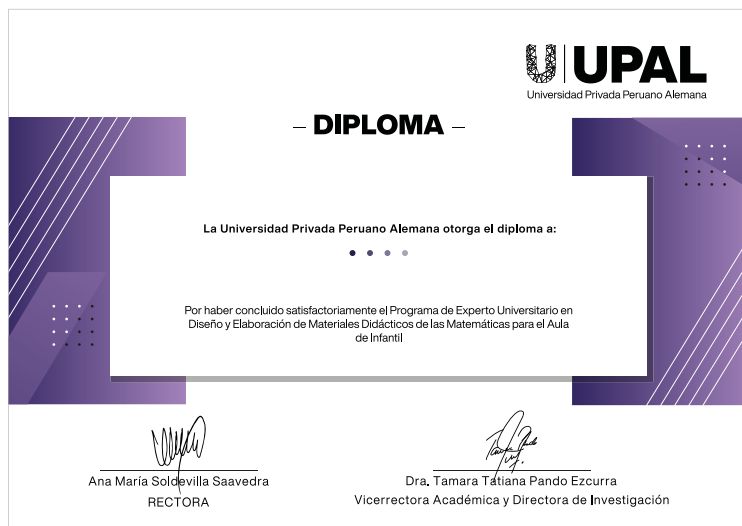 UPAL
Universidad Privada Peruano Alemana
– DIPLOMA –
La Universidad Privada Peruano Alemana otorga el diploma a:
Por haber concluido satisfactoriamente el Programa de Experto Universitario en
Diseño y Elaboración de Materiales Didácticos de las Matemáticas para el Aula
de Infantil
Ana María Soldevilla Saavedra
RECTORA
Dra. Tamara Tatiana Pando Ezcurra
Vicerrectora Académica y Directora de Investigación